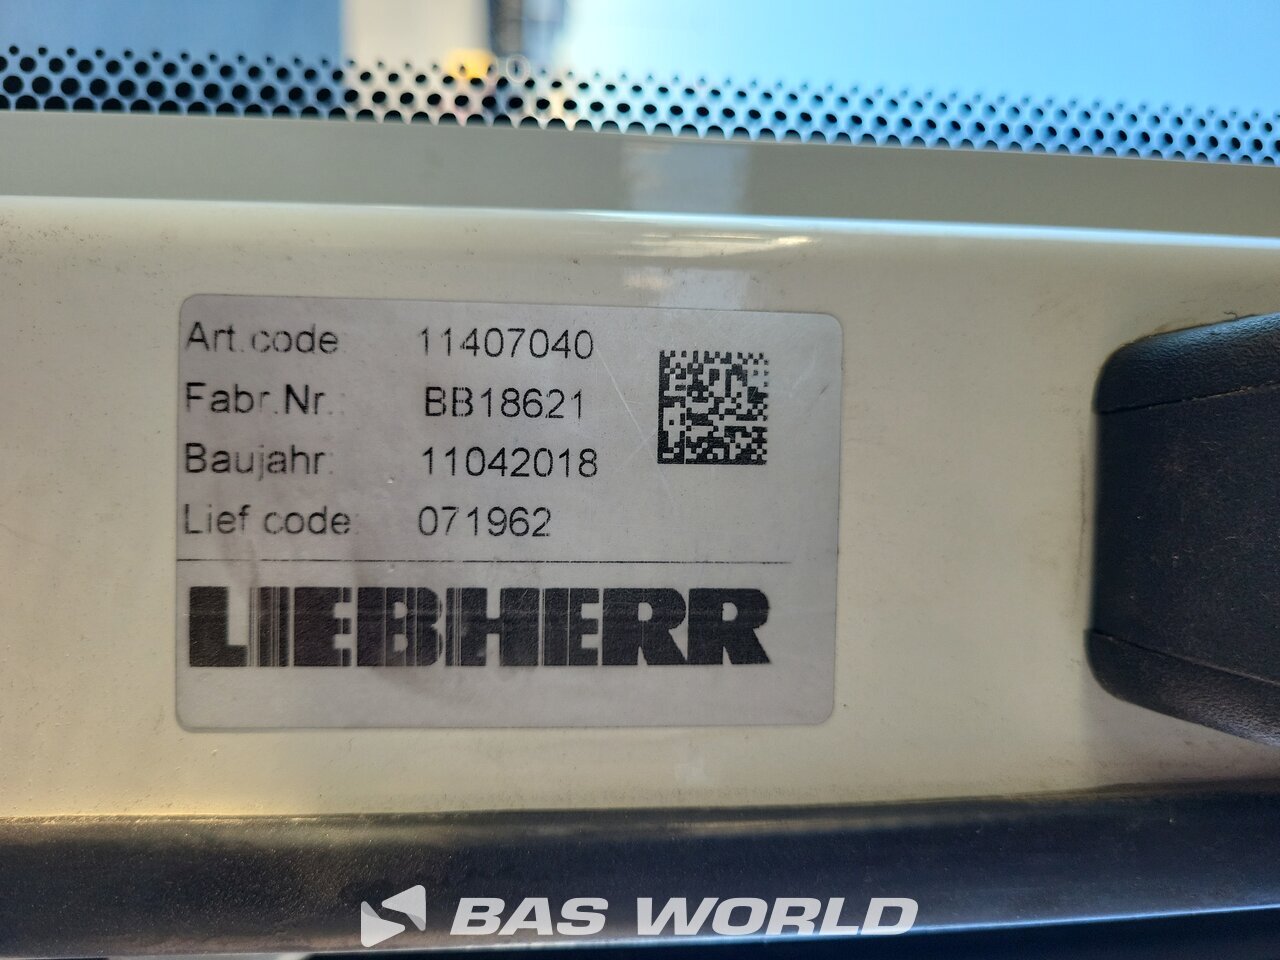 Art.code: 11407040
Fabr.Nr.: BB18621
Baujahr: 11042018
Lief code: 071962
LIEBHERR
BAS WORLD